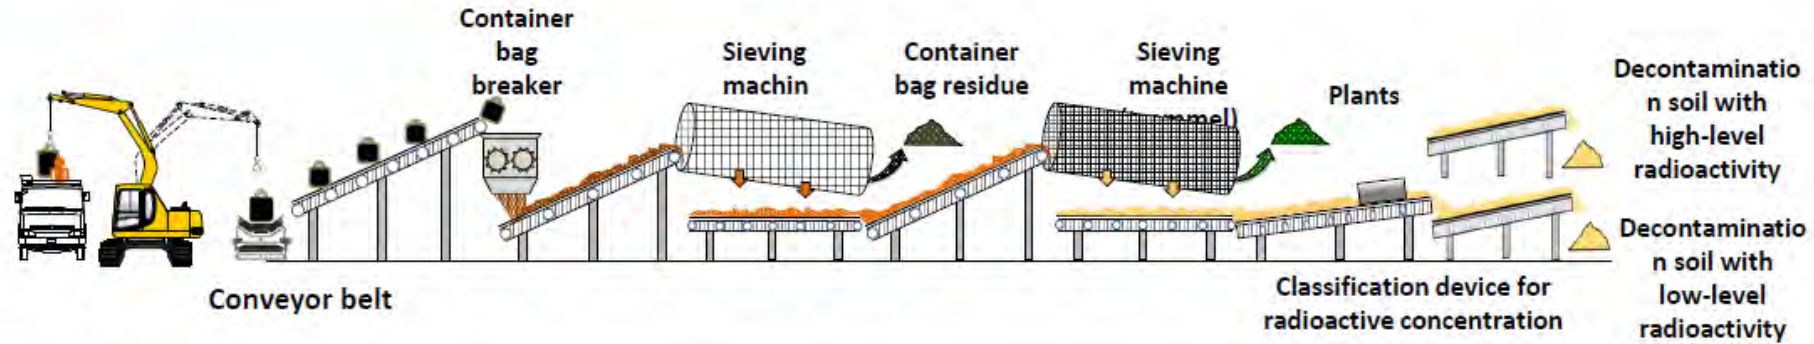 Container
bag
breaker
Sieving
machin
Container
bag residue
Sieving
machine
mmel)
Plants
Decontaminatio
n soil with
high-level
radioactivity
Decontaminatio
n soil with
low-level
radioactivity
Conveyor belt
Classification device for
radioactive concentration